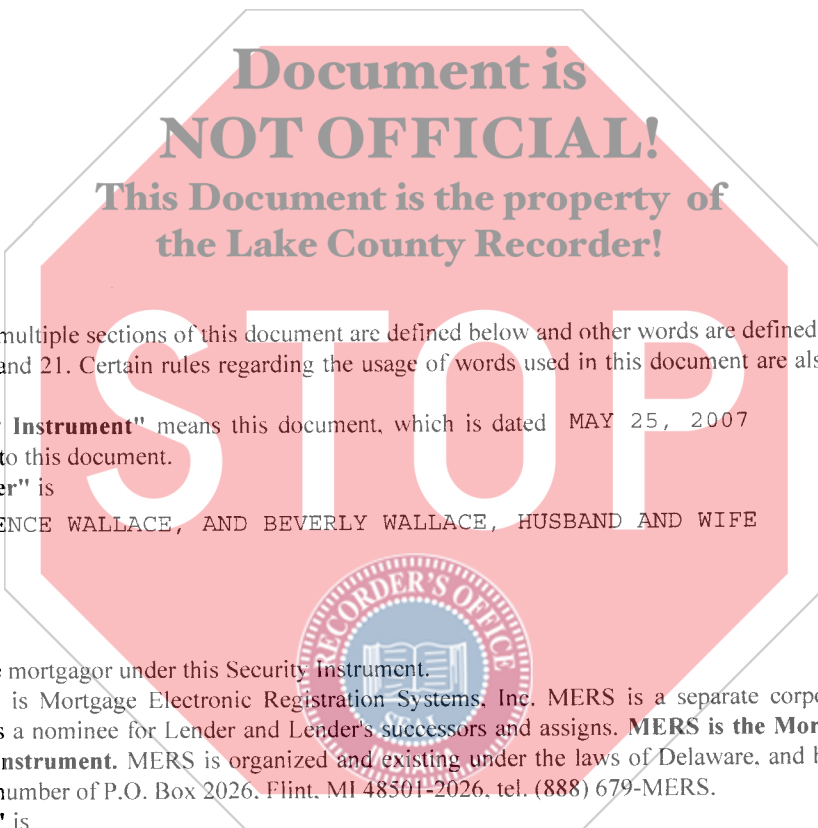 Document is
NOT OFFICIAL!
This Document is the property of
the Lake County Recorder!
multiple sections of this document are defined below and other words are defined
and 21. Certain rules regarding the usage of words used in this document are als
Instrument" means this document, which is dated MAY 25, 2007
to this document.
er" is
ENCE WALLACE, AND BEVERLY WALLACE, HUSBAND AND WIFE
STOP
RECORDER'S OFFICE
e mortgagor under this Security Instrument.
is Mortgage Electronic Registration Systems, Inc. MERS is a separate corp
s a nominee for Lender and Lender's successors and assigns. MERS is the Mor
nstrument. MERS is organized and existing under the laws of Delaware, and
number of P.O. Box 2026, Flint, MI 48501-2026, tel. (888) 679-MERS.
SEAL
" is